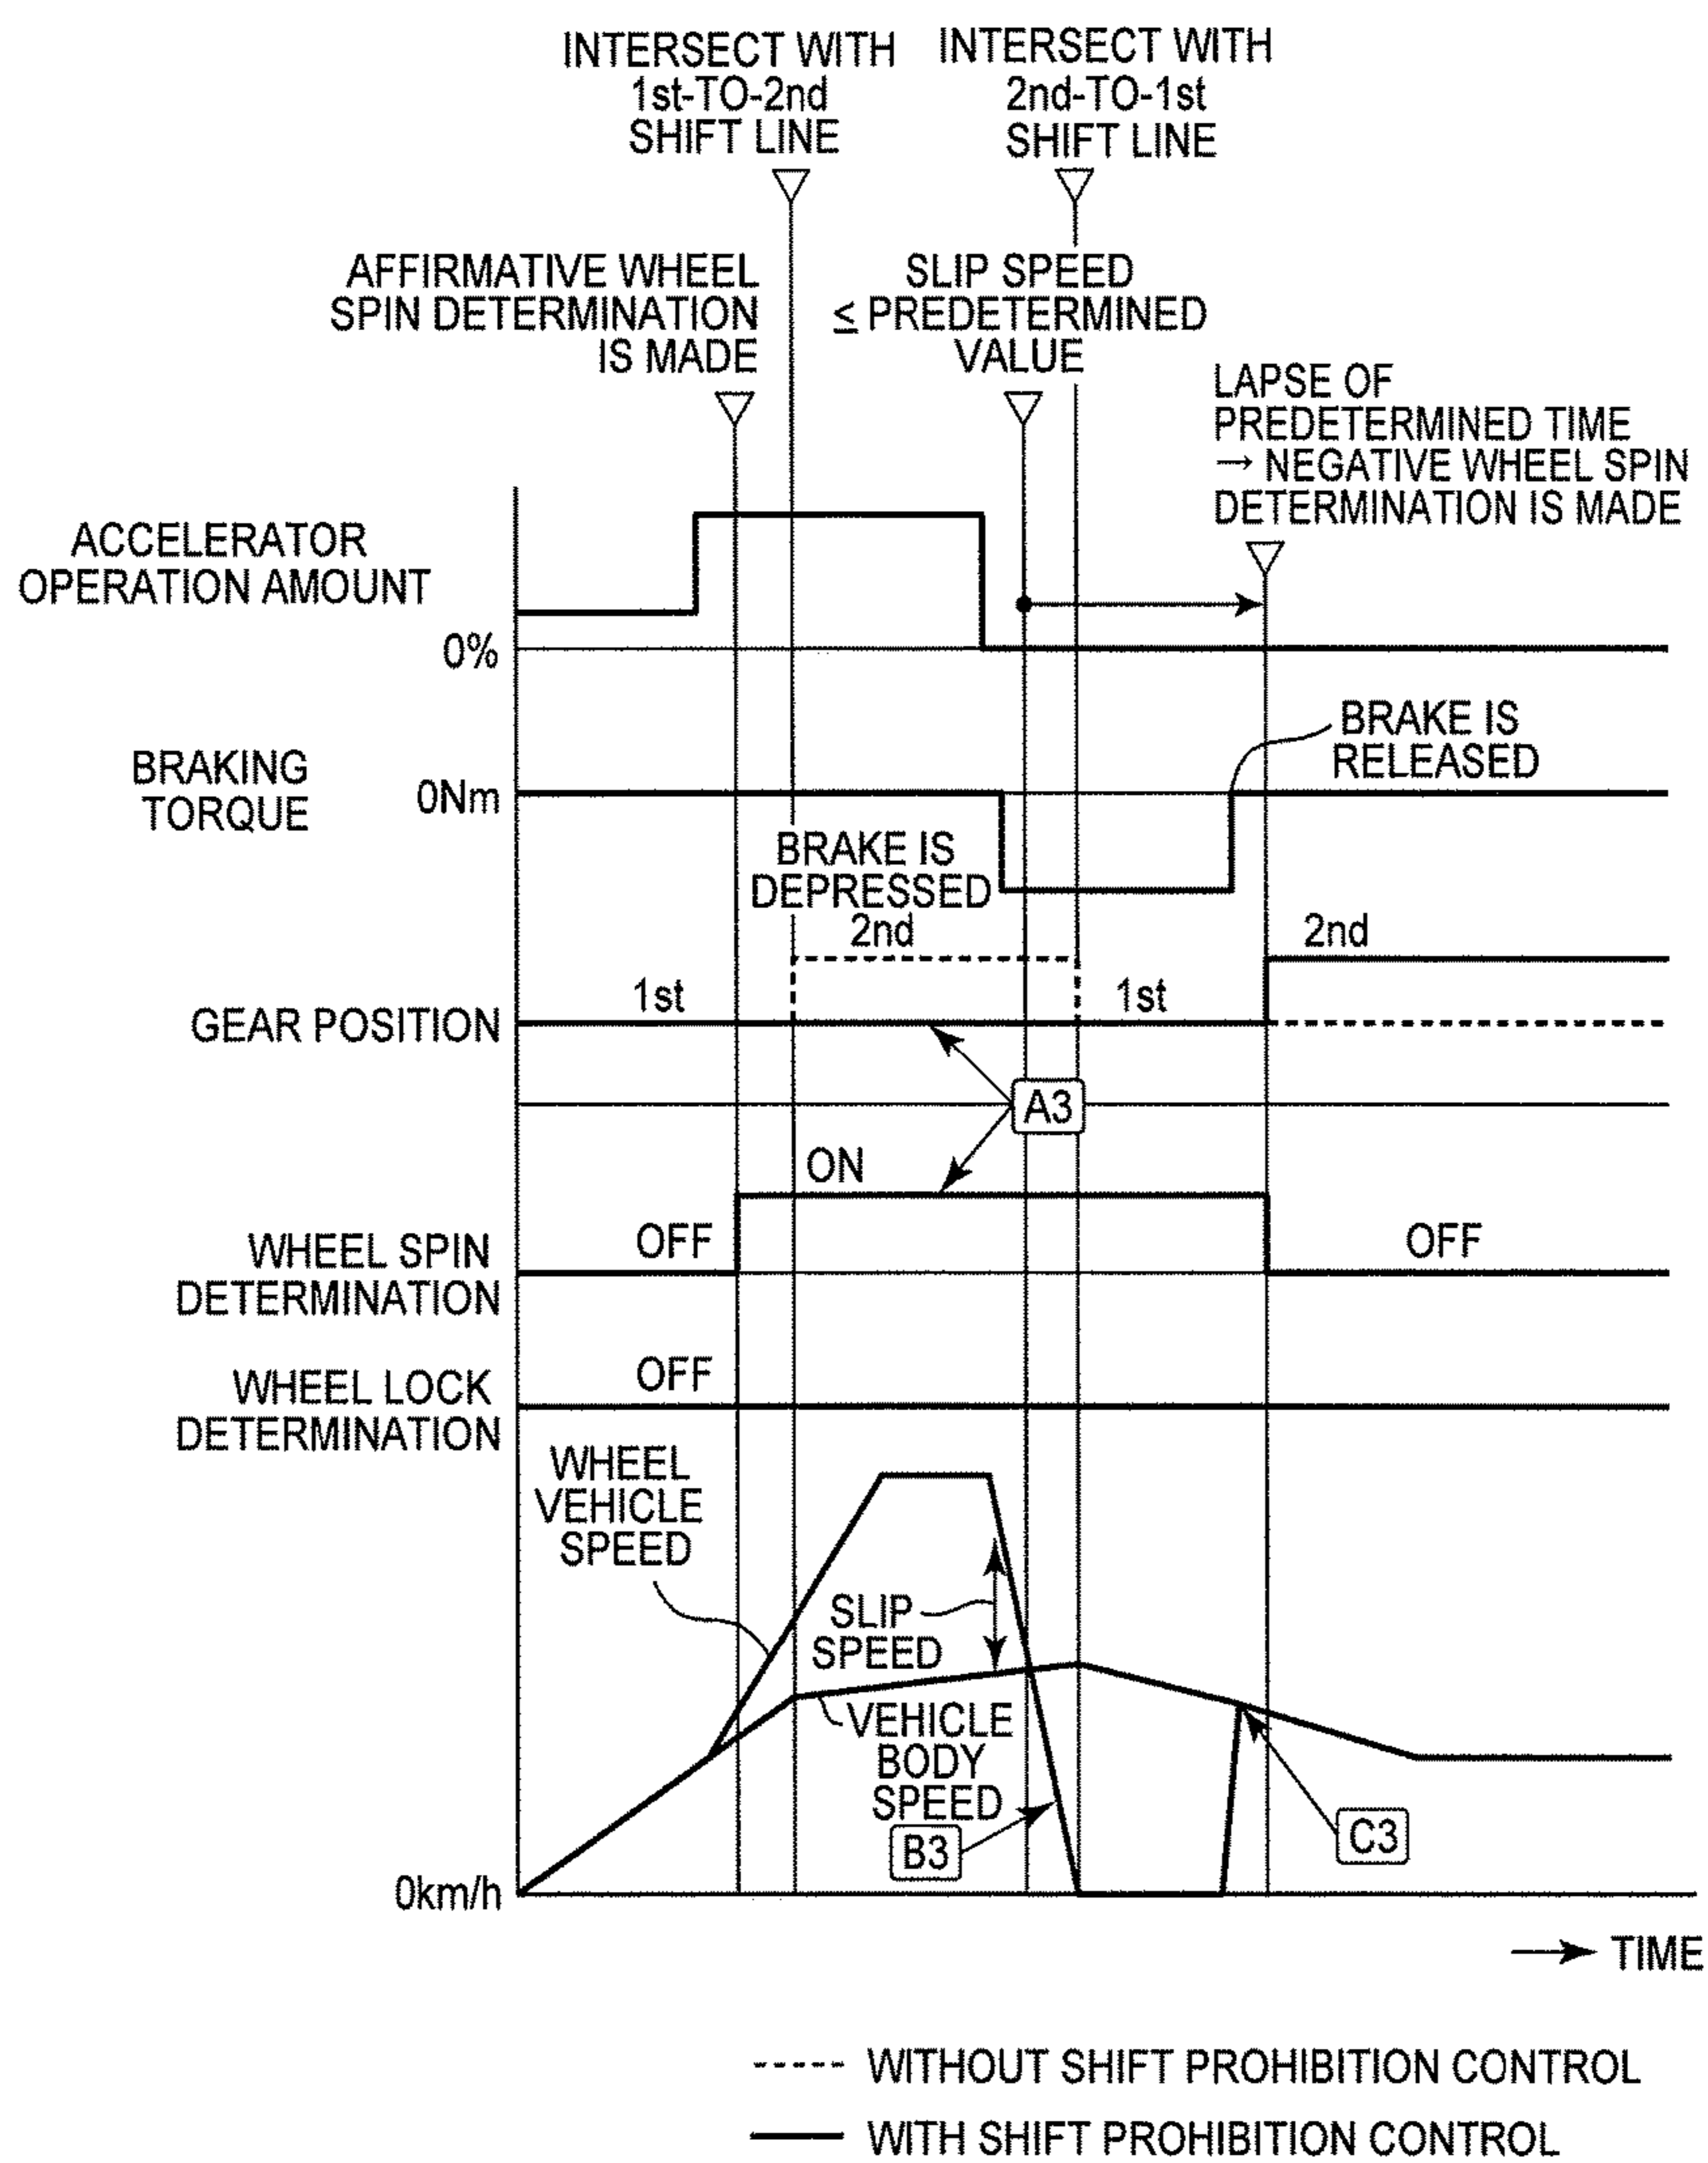 INTERSECT WITH
1st-TO-2nd
SHIFT LINE
INTERSECT WITH
2nd-TO-1st
SHIFT LINE
AFFIRMATIVE WHEEL
SPIN DETERMINATION
IS MADE
SLIP SPEED
≤ PREDETERMINED
VALUE
LAPSE OF
PREDETERMINED TIME
→ NEGATIVE WHEEL SPIN
DETERMINATION IS MADE
ACCELERATOR
OPERATION AMOUNT
0%
BRAKE IS
RELEASED
BRAKING
TORQUE
0Nm
BRAKE IS
DEPRESSED
2nd
2nd
1st
1st
GEAR POSITION
A3
ON
OFF
OFF
WHEEL SPIN
DETERMINATION
OFF
WHEEL LOCK
DETERMINATION
WHEEL
VEHICLE
SPEED
SLIP
SPEED
VEHICLE
BODY
SPEED
B3
C3
0km/h
→ TIME
WITHOUT SHIFT PROHIBITION CONTROL
WITH SHIFT PROHIBITION CONTROL